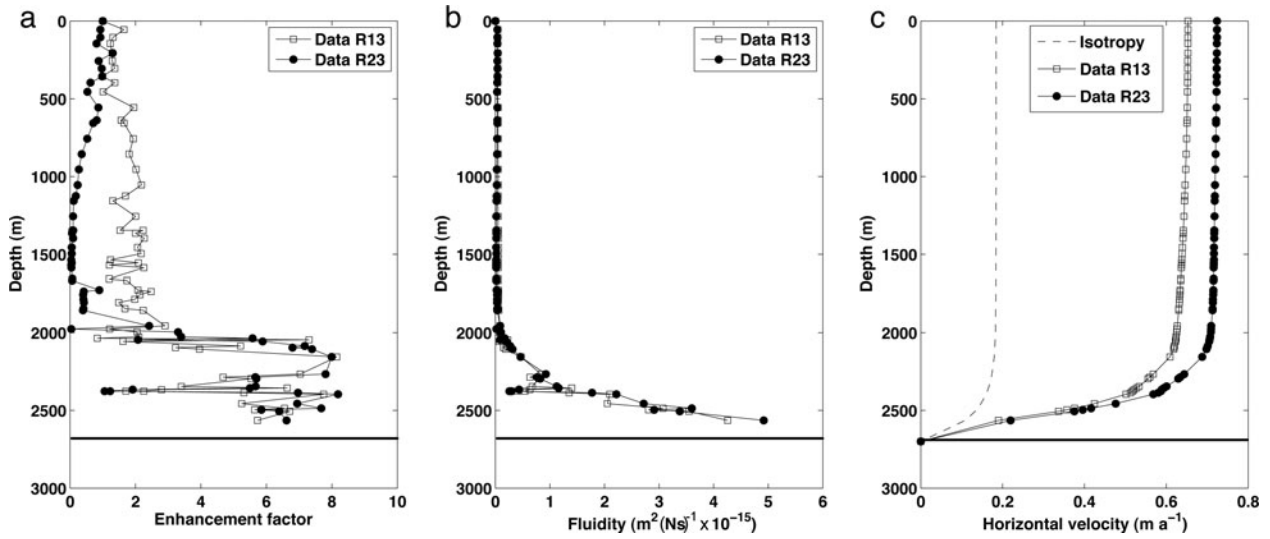 a
Data R13
Data R23
0
500
1000
1500
2000
2500
3000
Depth (m)
0 2 4 6 8 10
Enhancement factor
b
Data R13
Data R23
0
500
1000
1500
2000
2500
3000
Depth (m)
0 1 2 3 4 5 6
Fluidity (m² (Ns)⁻¹ x 10⁻¹⁵)
c
Isotropy
Data R13
Data R23
0
500
1000
1500
2000
2500
3000
Depth (m)
0 0.2 0.4 0.6 0.8
Horizontal velocity (m a⁻¹)